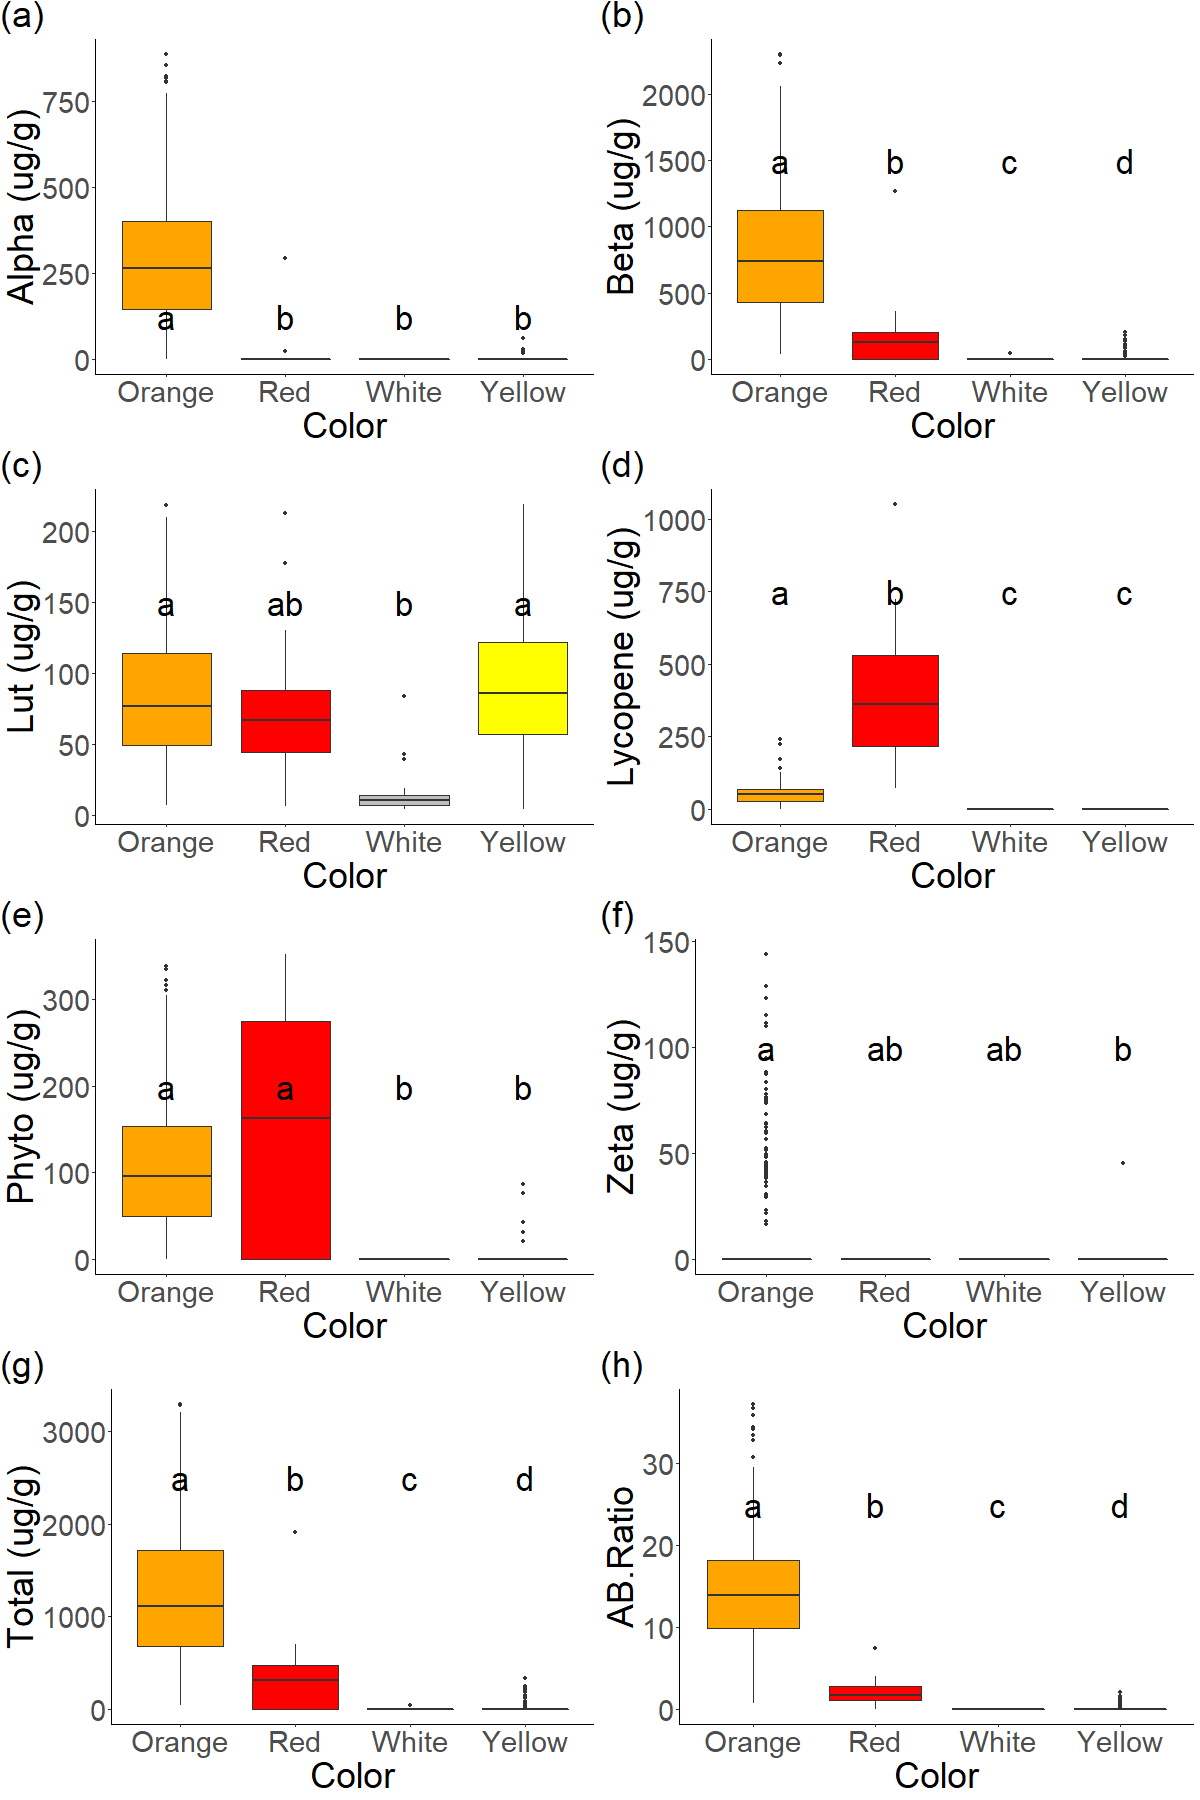 (a)
Alpha (ug/g)
750
500
250
0
a b b b
Orange Red White Yellow
Color
(b)
Beta (ug/g)
2000
1500
1000
500
0
a b c d
Orange Red White Yellow
Color
(c)
Lut (ug/g)
200
150
100
50
0
a ab b a
Orange Red White Yellow
Color
(d)
Lycopene (ug/g)
1000
750
500
250
0
a b c c
Orange Red White Yellow
Color
(e)
Phyto (ug/g)
300
200
100
0
a a b b
Orange Red White Yellow
Color
(f)
Zeta (ug/g)
150
100
50
0
a ab ab b
Orange Red White Yellow
Color
(g)
Total (ug/g)
3000
2000
1000
0
a b c d
Orange Red White Yellow
Color
(h)
AB.Ratio
30
20
10
0
a b c d
Orange Red White Yellow
Color